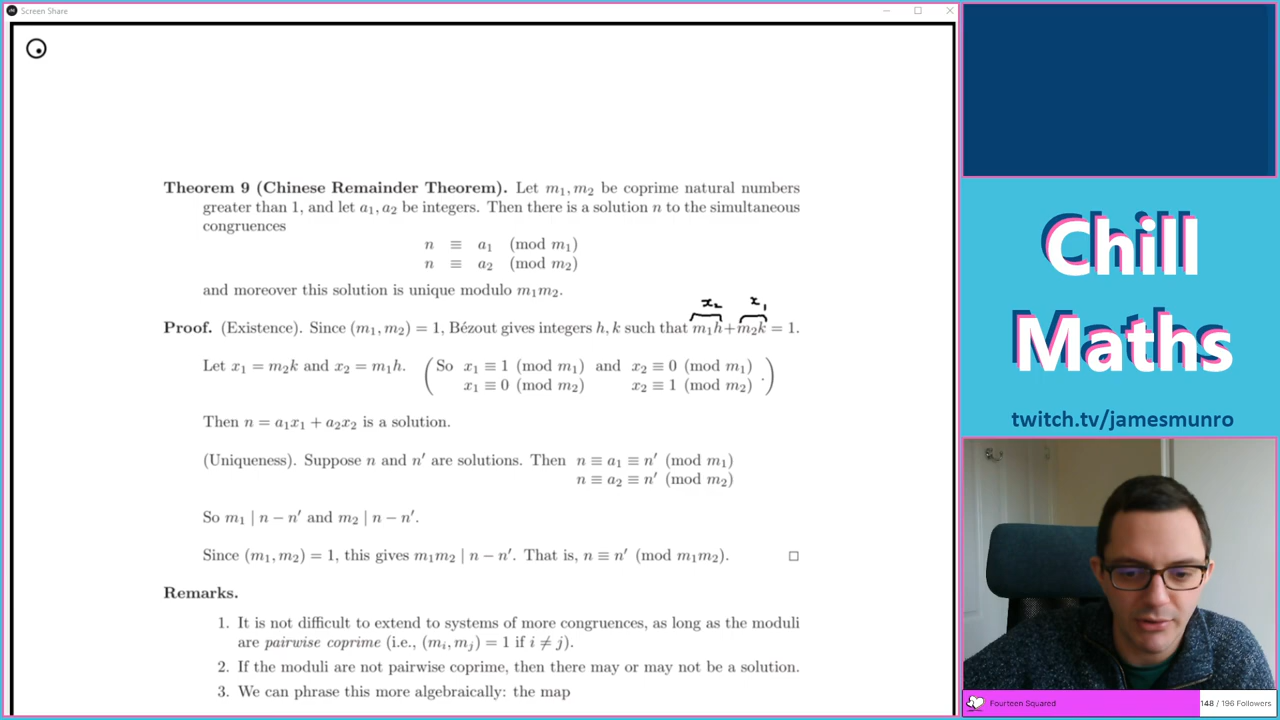 Screen Share
Theorem 9 (Chinese Remainder Theorem). Let m₁, m₂ be coprime natural numbers
greater than 1, and let a₁, a₂ be integers. Then there is a solution n to the simultaneous
congruences
n ≡ a₁ (mod m₁)
n ≡ a₂ (mod m₂)
and moreover this solution is unique modulo m₁m₂.
x₂ x₁
Proof. (Existence). Since (m₁, m₂) = 1, Bézout gives integers h, k such that m₁h+m₂k = 1.
Let x₁ = m₂k and x₂ = m₁h. (So x₁ ≡ 1 (mod m₁) and x₂ ≡ 0 (mod m₁)
x₁ ≡ 0 (mod m₂) x₂ ≡ 1 (mod m₂) .)
Then n = a₁x₁ + a₂x₂ is a solution.
(Uniqueness). Suppose n and n′ are solutions. Then n ≡ a₁ ≡ n′ (mod m₁)
n ≡ a₂ ≡ n′ (mod m₂)
So m₁ | n − n′ and m₂ | n − n′.
Since (m₁, m₂) = 1, this gives m₁m₂ | n − n′. That is, n ≡ n′ (mod m₁m₂). □
Remarks.
1. It is not difficult to extend to systems of more congruences, as long as the moduli
are pairwise coprime (i.e., (mᵢ, mⱼ) = 1 if i ≠ j).
2. If the moduli are not pairwise coprime, then there may or may not be a solution.
3. We can phrase this more algebraically: the map
Chill
Maths
twitch.tv/jamesmunro
Fourteen Squared
148 / 196 Followers